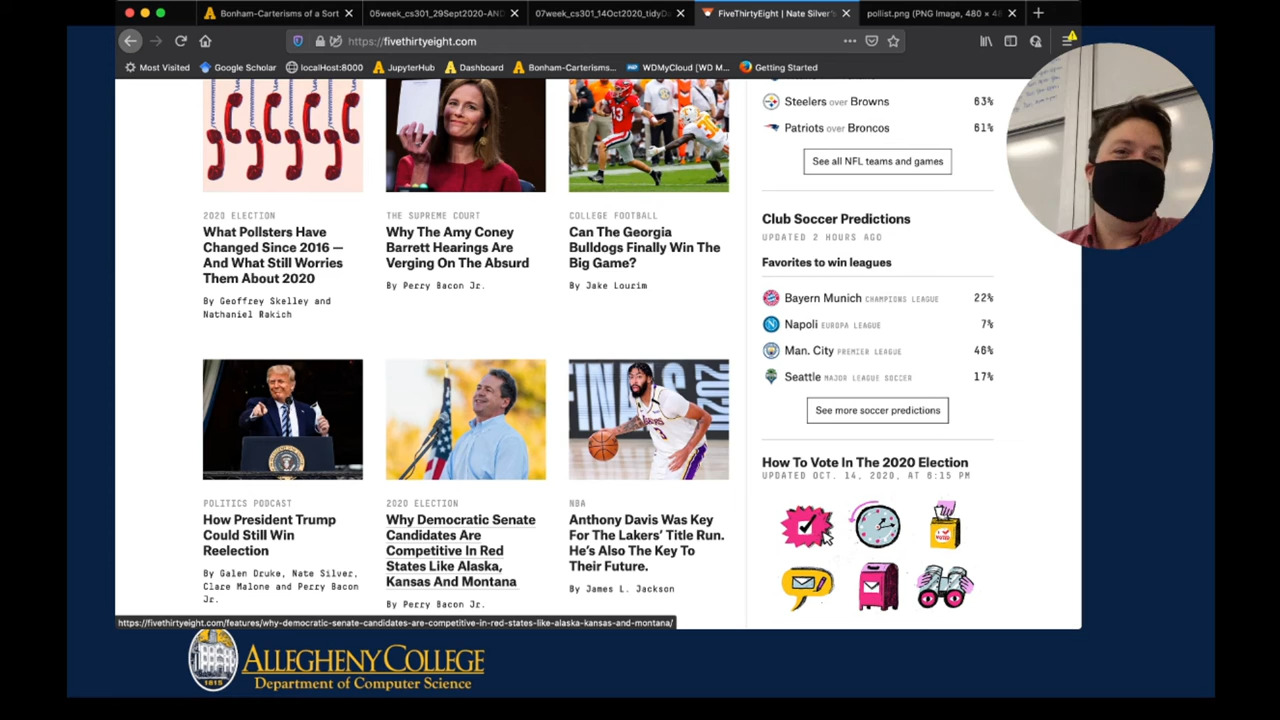 Bonham-Carterisms of a Sort
05week_cs301_29Sept2020-AND
07week_cs301_14Oct2020_tidyD
FiveThirtyEight | Nate Silver's
pollist.png (PNG Image, 480 × 48
https://fivethirtyeight.com
Most Visited
Google Scholar
localHost:8000
JupyterHub
Dashboard
Bonham-Carterisms...
WDMyCloud [WD M...
Getting Started
2020 ELECTION
What Pollsters Have
Changed Since 2016 —
And What Still Worries
Them About 2020
By Geoffrey Skelley and
Nathaniel Rakich
THE SUPREME COURT
Why The Amy Coney
Barrett Hearings Are
Verging On The Absurd
By Perry Bacon Jr.
COLLEGE FOOTBALL
Can The Georgia
Bulldogs Finally Win The
Big Game?
By Jake Lourim
FINALS 2020
POLITICS PODCAST
How President Trump
Could Still Win
Reelection
By Galen Druke, Nate Silver,
Clare Malone and Perry Bacon
Jr.
2020 ELECTION
Why Democratic Senate
Candidates Are
Competitive In Red
States Like Alaska,
Kansas And Montana
By Perry Bacon Jr.
NBA
Anthony Davis Was Key
For The Lakers' Title Run.
He's Also The Key To
Their Future.
By James L. Jackson
Steelers over Browns 63%
Patriots over Broncos 61%
See all NFL teams and games
Club Soccer Predictions
UPDATED 2 HOURS AGO
Favorites to win leagues
Bayern Munich CHAMPIONS LEAGUE 22%
Napoli EUROPA LEAGUE 7%
Man. City PREMIER LEAGUE 46%
Seattle MAJOR LEAGUE SOCCER 17%
See more soccer predictions
How To Vote In The 2020 Election
UPDATED OCT. 14, 2020, AT 6:15 PM
VOTE
https://fivethirtyeight.com/features/why-democratic-senate-candidates-are-competitive-in-red-states-like-alaska-kansas-and-montana/
1815
ALLEGHENY COLLEGE
Department of Computer Science